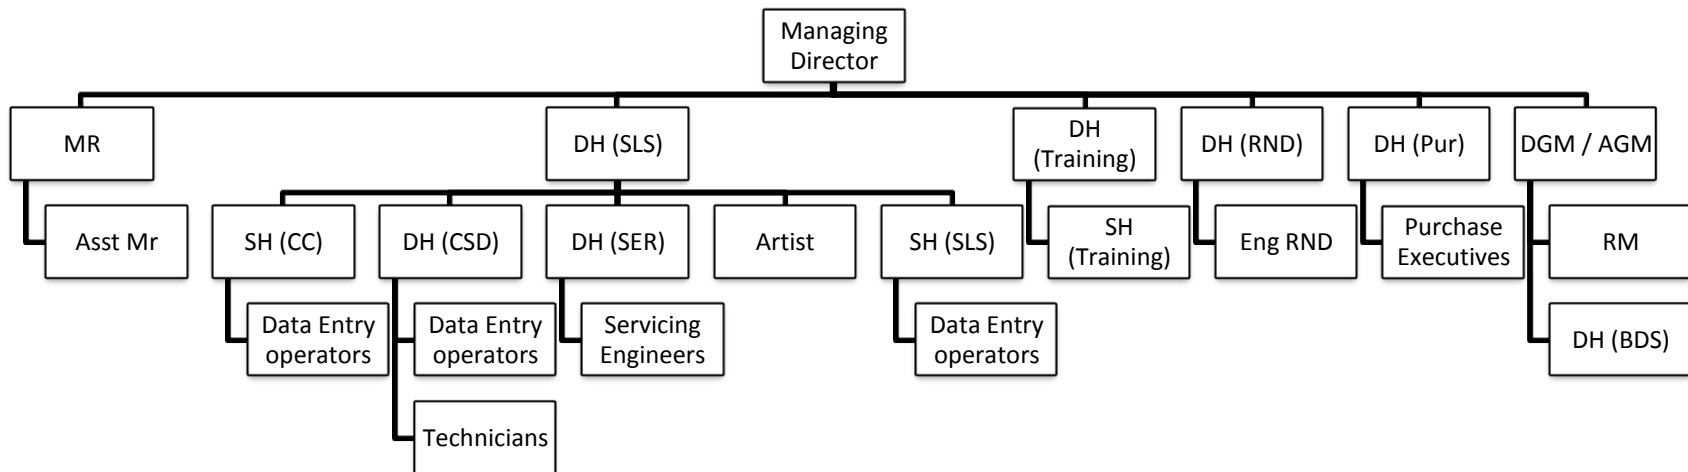 Managing
Director
MR
DH (SLS)
DH
(Training)
DH (RND)
DH (Pur)
DGM / AGM
Asst Mr
SH (CC)
DH (CSD)
DH (SER)
Artist
SH (SLS)
SH
(Training)
Eng RND
Purchase
Executives
RM
Data Entry
operators
Data Entry
operators
Servicing
Engineers
Data Entry
operators
DH (BDS)
Technicians